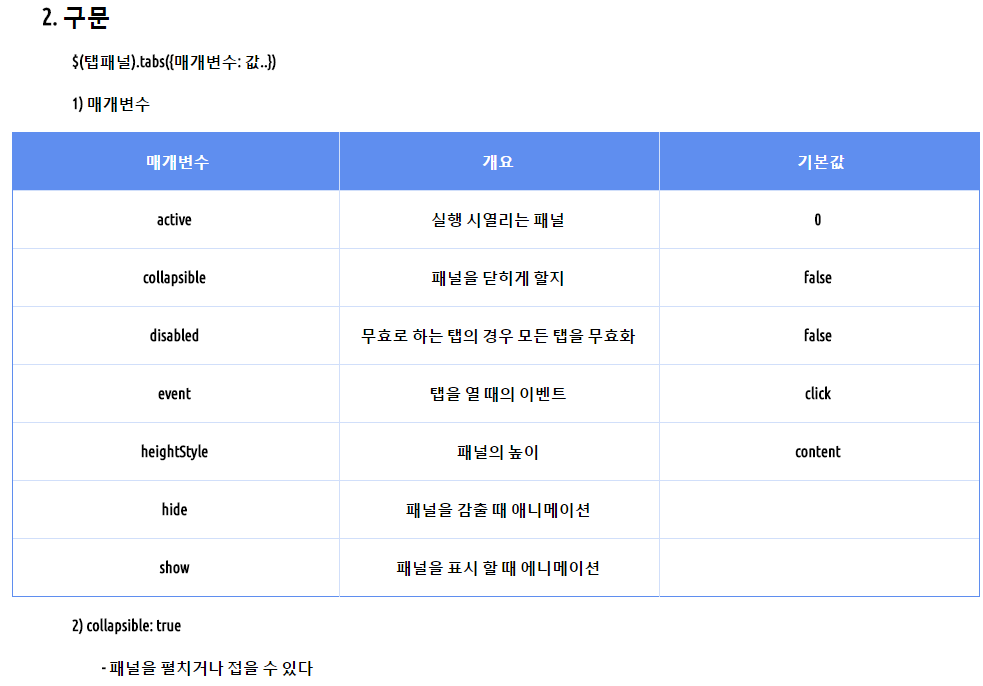 2. 구문
$(탭패널).tabs({매개변수: 값..})
1) 매개변수
매개변수 개요 기본값
active 실행 시열리는 패널 0
collapsible 패널을 닫히게 할지 false
disabled 무효로 하는 탭의 경우 모든 탭을 무효화 false
event 탭을 열 때의 이벤트 click
heightStyle 패널의 높이 content
hide 패널을 감출 때 애니메이션
show 패널을 표시 할 때 에니메이션
2) collapsible: true
- 패널을 펼치거나 접을 수 있다